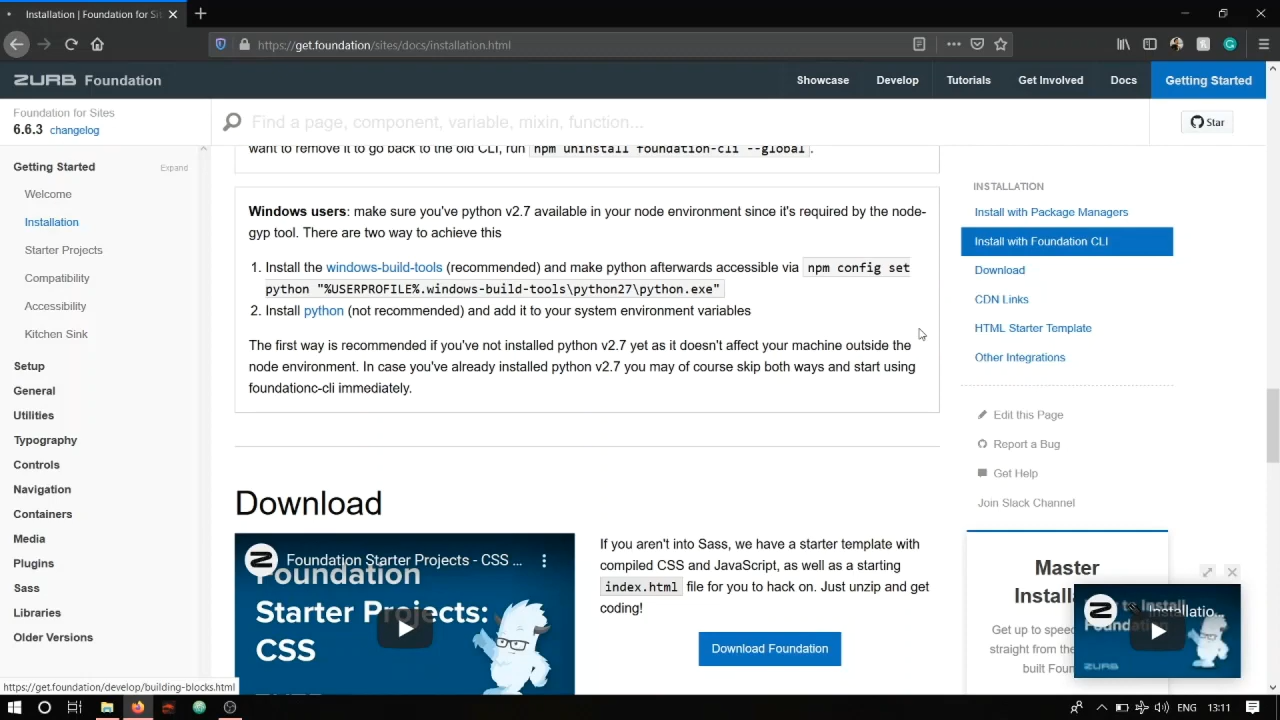 Installation | Foundation for Sit
https://get.foundation/sites/docs/installation.html
ZURB Foundation
Showcase
Develop
Tutorials
Get Involved
Docs
Getting Started
Foundation for Sites
6.6.3 changelog
Find a page, component, variable, mixin, function...
Star
Getting Started
Expand
Welcome
Installation
Starter Projects
Compatibility
Accessibility
Kitchen Sink
Setup
General
Utilities
Typography
Controls
Navigation
Containers
Media
Plugins
Sass
Libraries
Older Versions
want to remove it to go back to the old CLI, run npm uninstall foundation-cli --global.
Windows users: make sure you've python v2.7 available in your node environment since it's required by the node-
gyp tool. There are two way to achieve this
1. Install the windows-build-tools (recommended) and make python afterwards accessible via npm config set
python "%USERPROFILE%.windows-build-tools\python27\python.exe"
2. Install python (not recommended) and add it to your system environment variables
The first way is recommended if you've not installed python v2.7 yet as it doesn't affect your machine outside the
node environment. In case you've already installed python v2.7 you may of course skip both ways and start using
foundationc-cli immediately.
Download
Foundation Starter Projects - CSS ...
Foundation
Starter Projects:
CSS
If you aren't into Sass, we have a starter template with
compiled CSS and JavaScript, as well as a starting
index.html file for you to hack on. Just unzip and get
coding!
Download Foundation
INSTALLATION
Install with Package Managers
Install with Foundation CLI
Download
CDN Links
HTML Starter Template
Other Integrations
Edit this Page
Report a Bug
Get Help
Join Slack Channel
Master
Install
Get up to speed
straight from the
built Foun
Installatio...
ZURB
https://get.foundation/develop/building-blocks.html
ENG
13:11